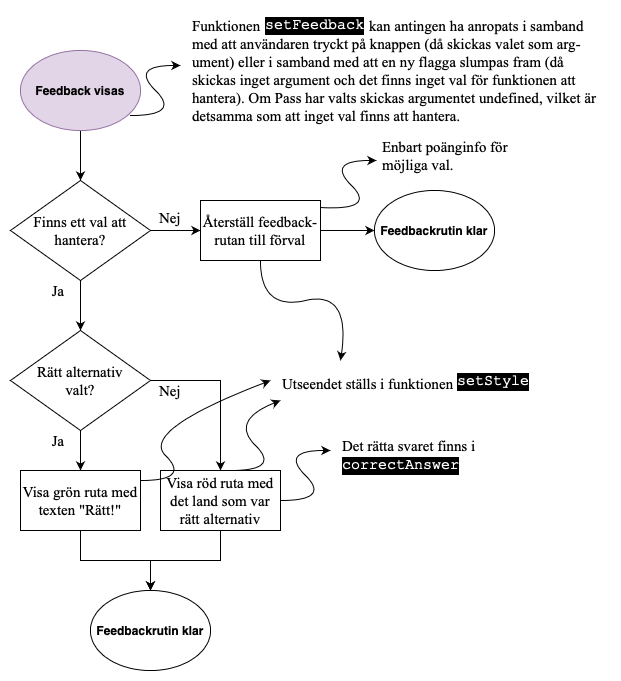 Funktionen setFeedback kan antingen ha anropats i samband
med att användaren tryckt på knappen (då skickas valet som arg-
ument) eller i samband med att en ny flagga slumpas fram (då
skickas inget argument och det finns inget val för funktionen att
hantera). Om Pass har valts skickas argumentet undefined, vilket är
detsamma som att inget val finns att hantera.
Feedback visas
Enbart poänginfo för
möjliga val.
Finns ett val att
hantera?
Nej
Återställ feedback-
rutan till förval
Feedbackrutin klar
Ja
Rätt alternativ
valt?
Nej
Utseendet ställs i funktionen setStyle
Ja
Det rätta svaret finns i
correctAnswer
Visa grön ruta med
texten "Rätt!"
Visa röd ruta med
det land som var
rätt alternativ
Feedbackrutin klar